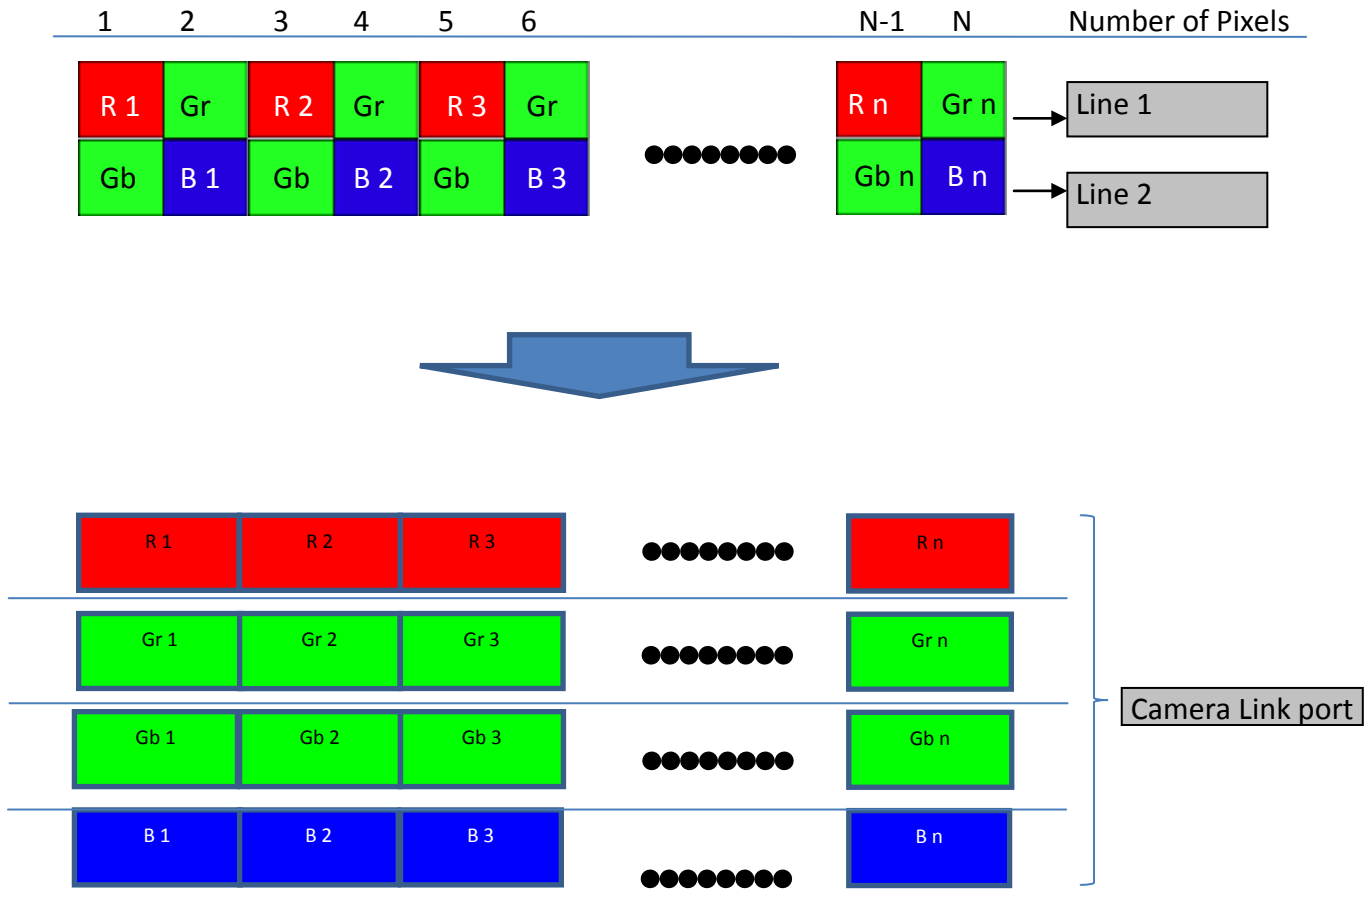 1 2 3 4 5 6 N-1 N Number of Pixels
R 1 Gr R 2 Gr R 3 Gr R n Gr n Line 1
Gb B 1 Gb B 2 Gb B 3 Gb n B n Line 2
R 1 R 2 R 3 R n
Gr 1 Gr 2 Gr 3 Gr n
Camera Link port
Gb 1 Gb 2 Gb 3 Gb n
B 1 B 2 B 3 B n